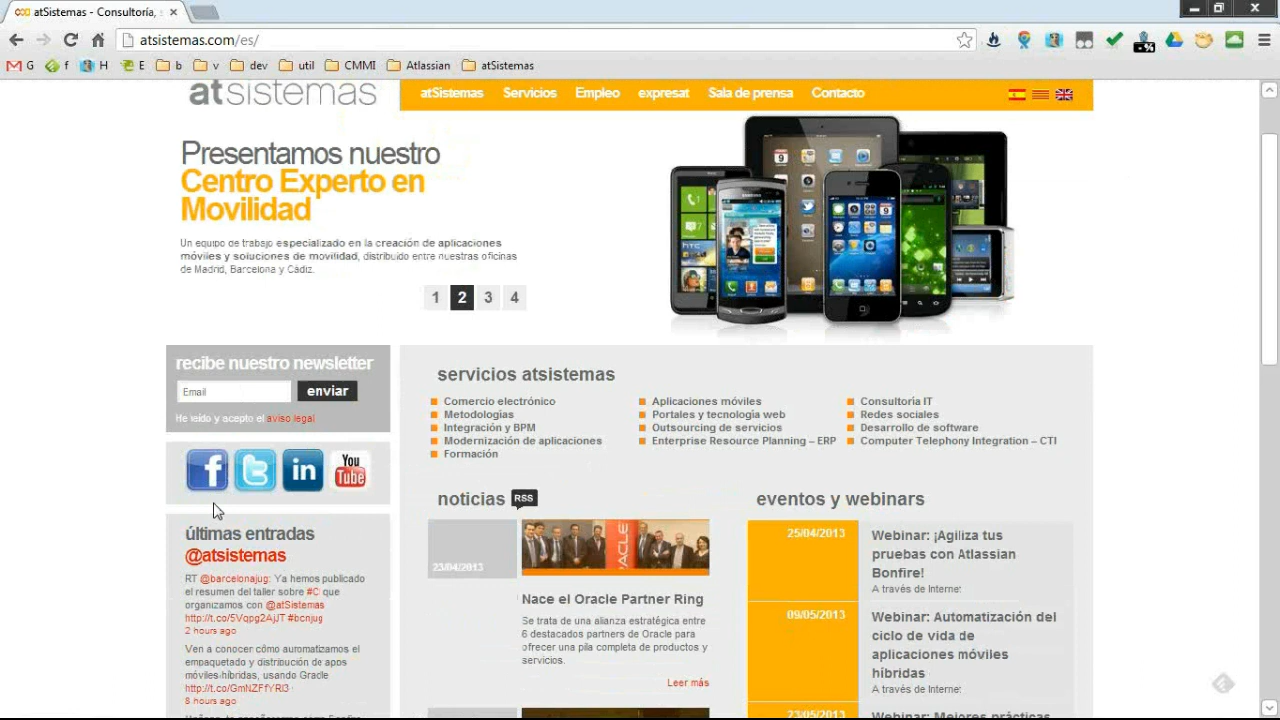 atSistemas - Consultoría, s
atsistemas.com/es/
G
f
H
E
b
v
dev
util
CMMI
Atlassian
atSistemas
atsistemas
atSistemas
Servicios
Empleo
expresat
Sala de prensa
Contacto
Presentamos nuestro
Centro Experto en
Movilidad
Un equipo de trabajo especializado en la creación de aplicaciones
móviles y soluciones de movilidad, distribuido entre nuestras oficinas
de Madrid, Barcelona y Cádiz.
1 2 3 4
recibe nuestro newsletter
Email
enviar
He leído y acepto el aviso legal
You
Tube
últimas entradas
@atsistemas
RT @barcelonajug: Ya hemos publicado
el resumen del taller sobre #C que
organizamos con @atSistemas
http://t.co/5Vqpg2AjJT #bcnjug
2 hours ago
Ven a conocer cómo automatizamos el
empaquetado y distribución de apps
móviles-híbridas, usando Gradle
8 hours ago
servicios atsistemas
Comercio electrónico
Metodologías
Integración y BPM
Modernización de aplicaciones
Formación
Aplicaciones móviles
Portales y tecnología web
Outsourcing de servicios
Enterprise Resource Planning – ERP
Consultoría IT
Redes sociales
Desarrollo de software
Computer Telephony Integration – CTI
noticias
RSS
23/04/2013
Nace el Oracle Partner Ring
Se trata de una alianza estratégica entre
6 destacados partners de Oracle para
ofrecer una pila completa de productos y
servicios.
Leer más
eventos y webinars
25/04/2013
Webinar: ¡Agiliza tus
pruebas con Atlassian
Bonfire!
A través de Internet
09/05/2013
Webinar: Automatización del
ciclo de vida de
aplicaciones móviles
híbridas
A través de Internet
23/05/2013
Webinar: Mejores prácticas